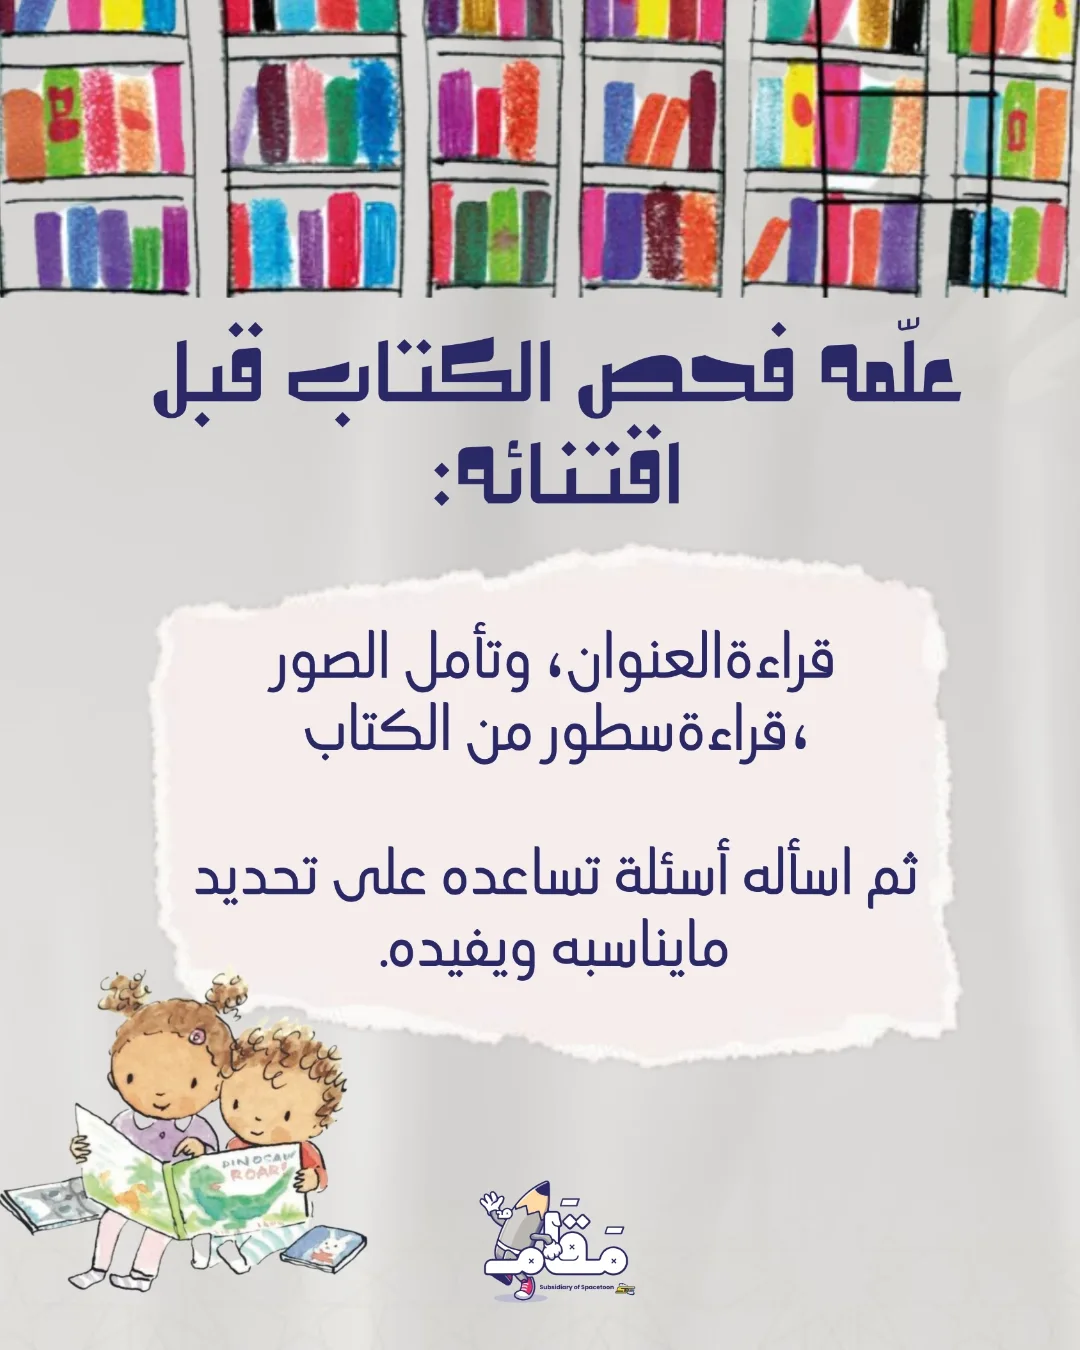 علّمه فحص الكتاب قبل
اقتنائه:
قراءةالعنوان، وتأمل الصور
،قراءةسطور من الكتاب
ثم اسأله أسئلة تساعده على تحديد
مايناسبه ويفيده.
DINOSAUR
ROAR!
Subsidiary of Spacetoon